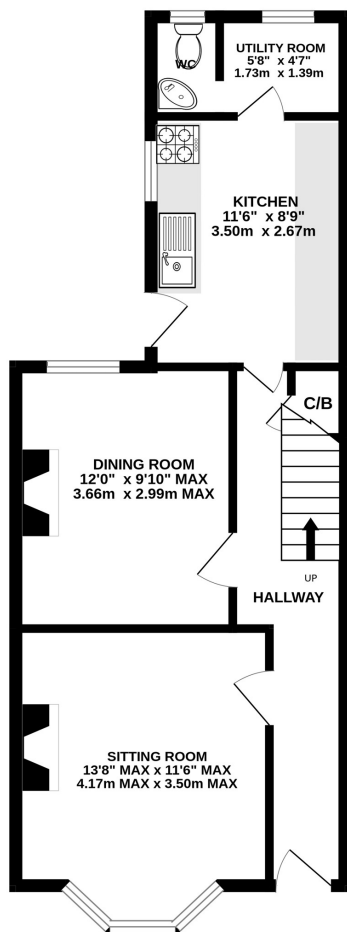 WC
UTILITY ROOM
5'8" x 4'7"
1.73m x 1.39m
KITCHEN
11'6" x 8'9"
3.50m x 2.67m
C/B
DINING ROOM
12'0" x 9'10" MAX
3.66m x 2.99m MAX
UP
HALLWAY
SITTING ROOM
13'8" MAX x 11'6" MAX
4.17m MAX x 3.50m MAX